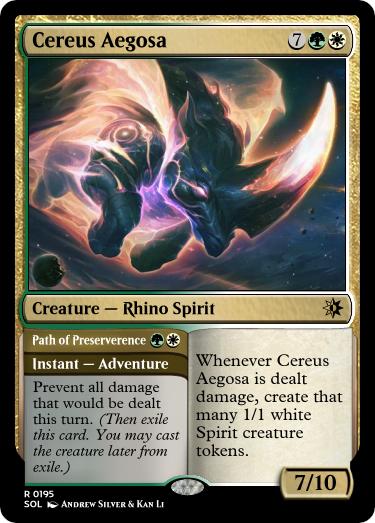 Cereus Aegosa 7
Creature — Rhino Spirit
Path of Preserverence
Instant — Adventure
Prevent all damage
that would be dealt
this turn. (Then exile
this card. You may cast
the creature later from
exile.)
Whenever Cereus
Aegosa is dealt
damage, create that
many 1/1 white
Spirit creature
tokens.
7/10
R 0195
SOL Andrew Silver & Kan Li